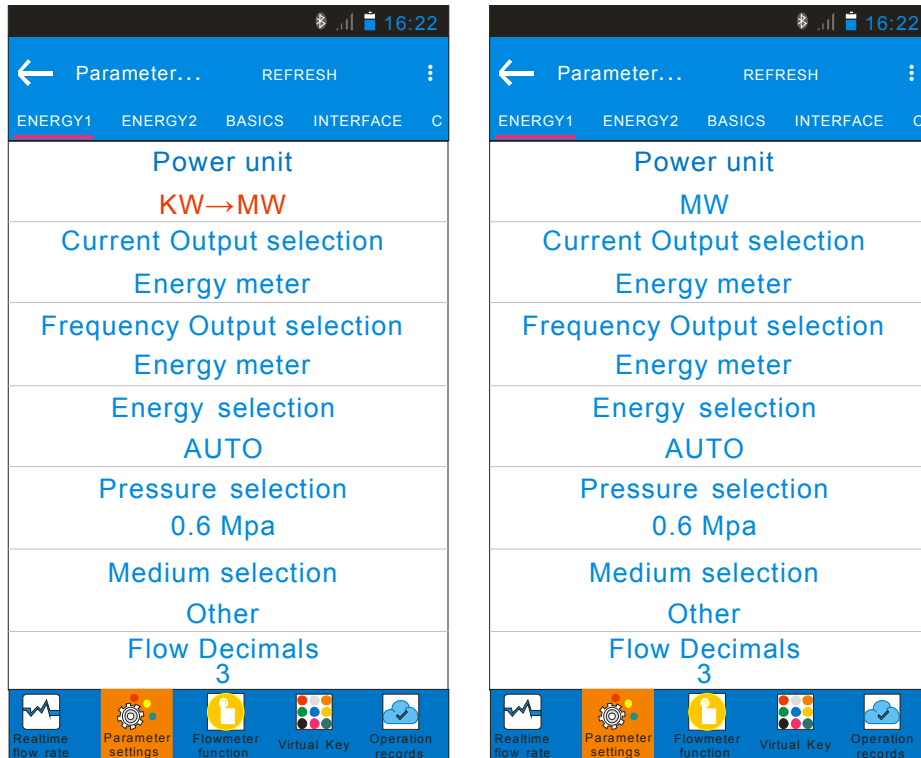 16:22
Parameter... REFRESH
ENERGY1 ENERGY2 BASICS INTERFACE C
Power unit
KW→MW
Current Output selection
Energy meter
Frequency Output selection
Energy meter
Energy selection
AUTO
Pressure selection
0.6 Mpa
Medium selection
Other
Flow Decimals
3
Realtime flow rate
Parameter settings
Flowmeter function
Virtual Key
Operation records
16:22
Parameter... REFRESH
ENERGY1 ENERGY2 BASICS INTERFACE C
Power unit
MW
Current Output selection
Energy meter
Frequency Output selection
Energy meter
Energy selection
AUTO
Pressure selection
0.6 Mpa
Medium selection
Other
Flow Decimals
3
Realtime flow rate
Parameter settings
Flowmeter function
Virtual Key
Operation records